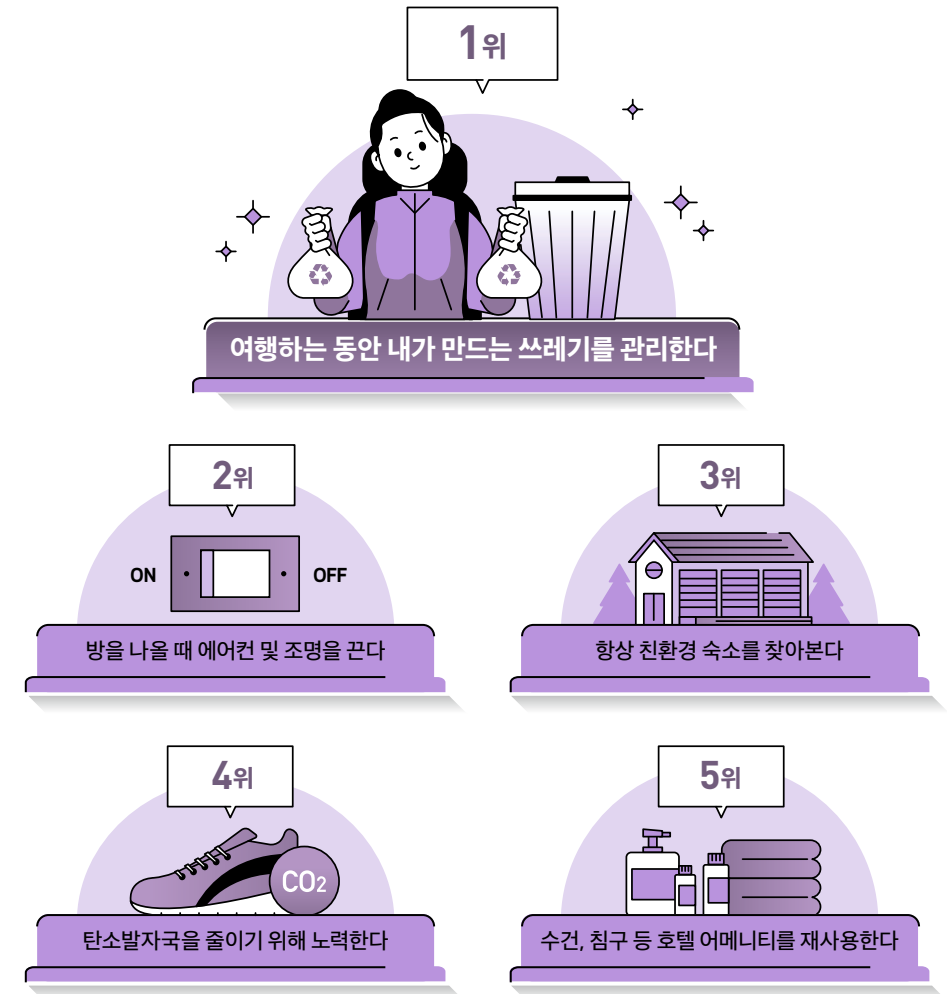 1위
여행하는 동안 내가 만드는 쓰레기를 관리한다
2위
ON
OFF
방을 나올 때 에어컨 및 조명을 끈다
3위
항상 친환경 숙소를 찾아본다
4위
CO2
탄소발자국을 줄이기 위해 노력한다
5위
수건, 침구 등 호텔 어메니티를 재사용한다